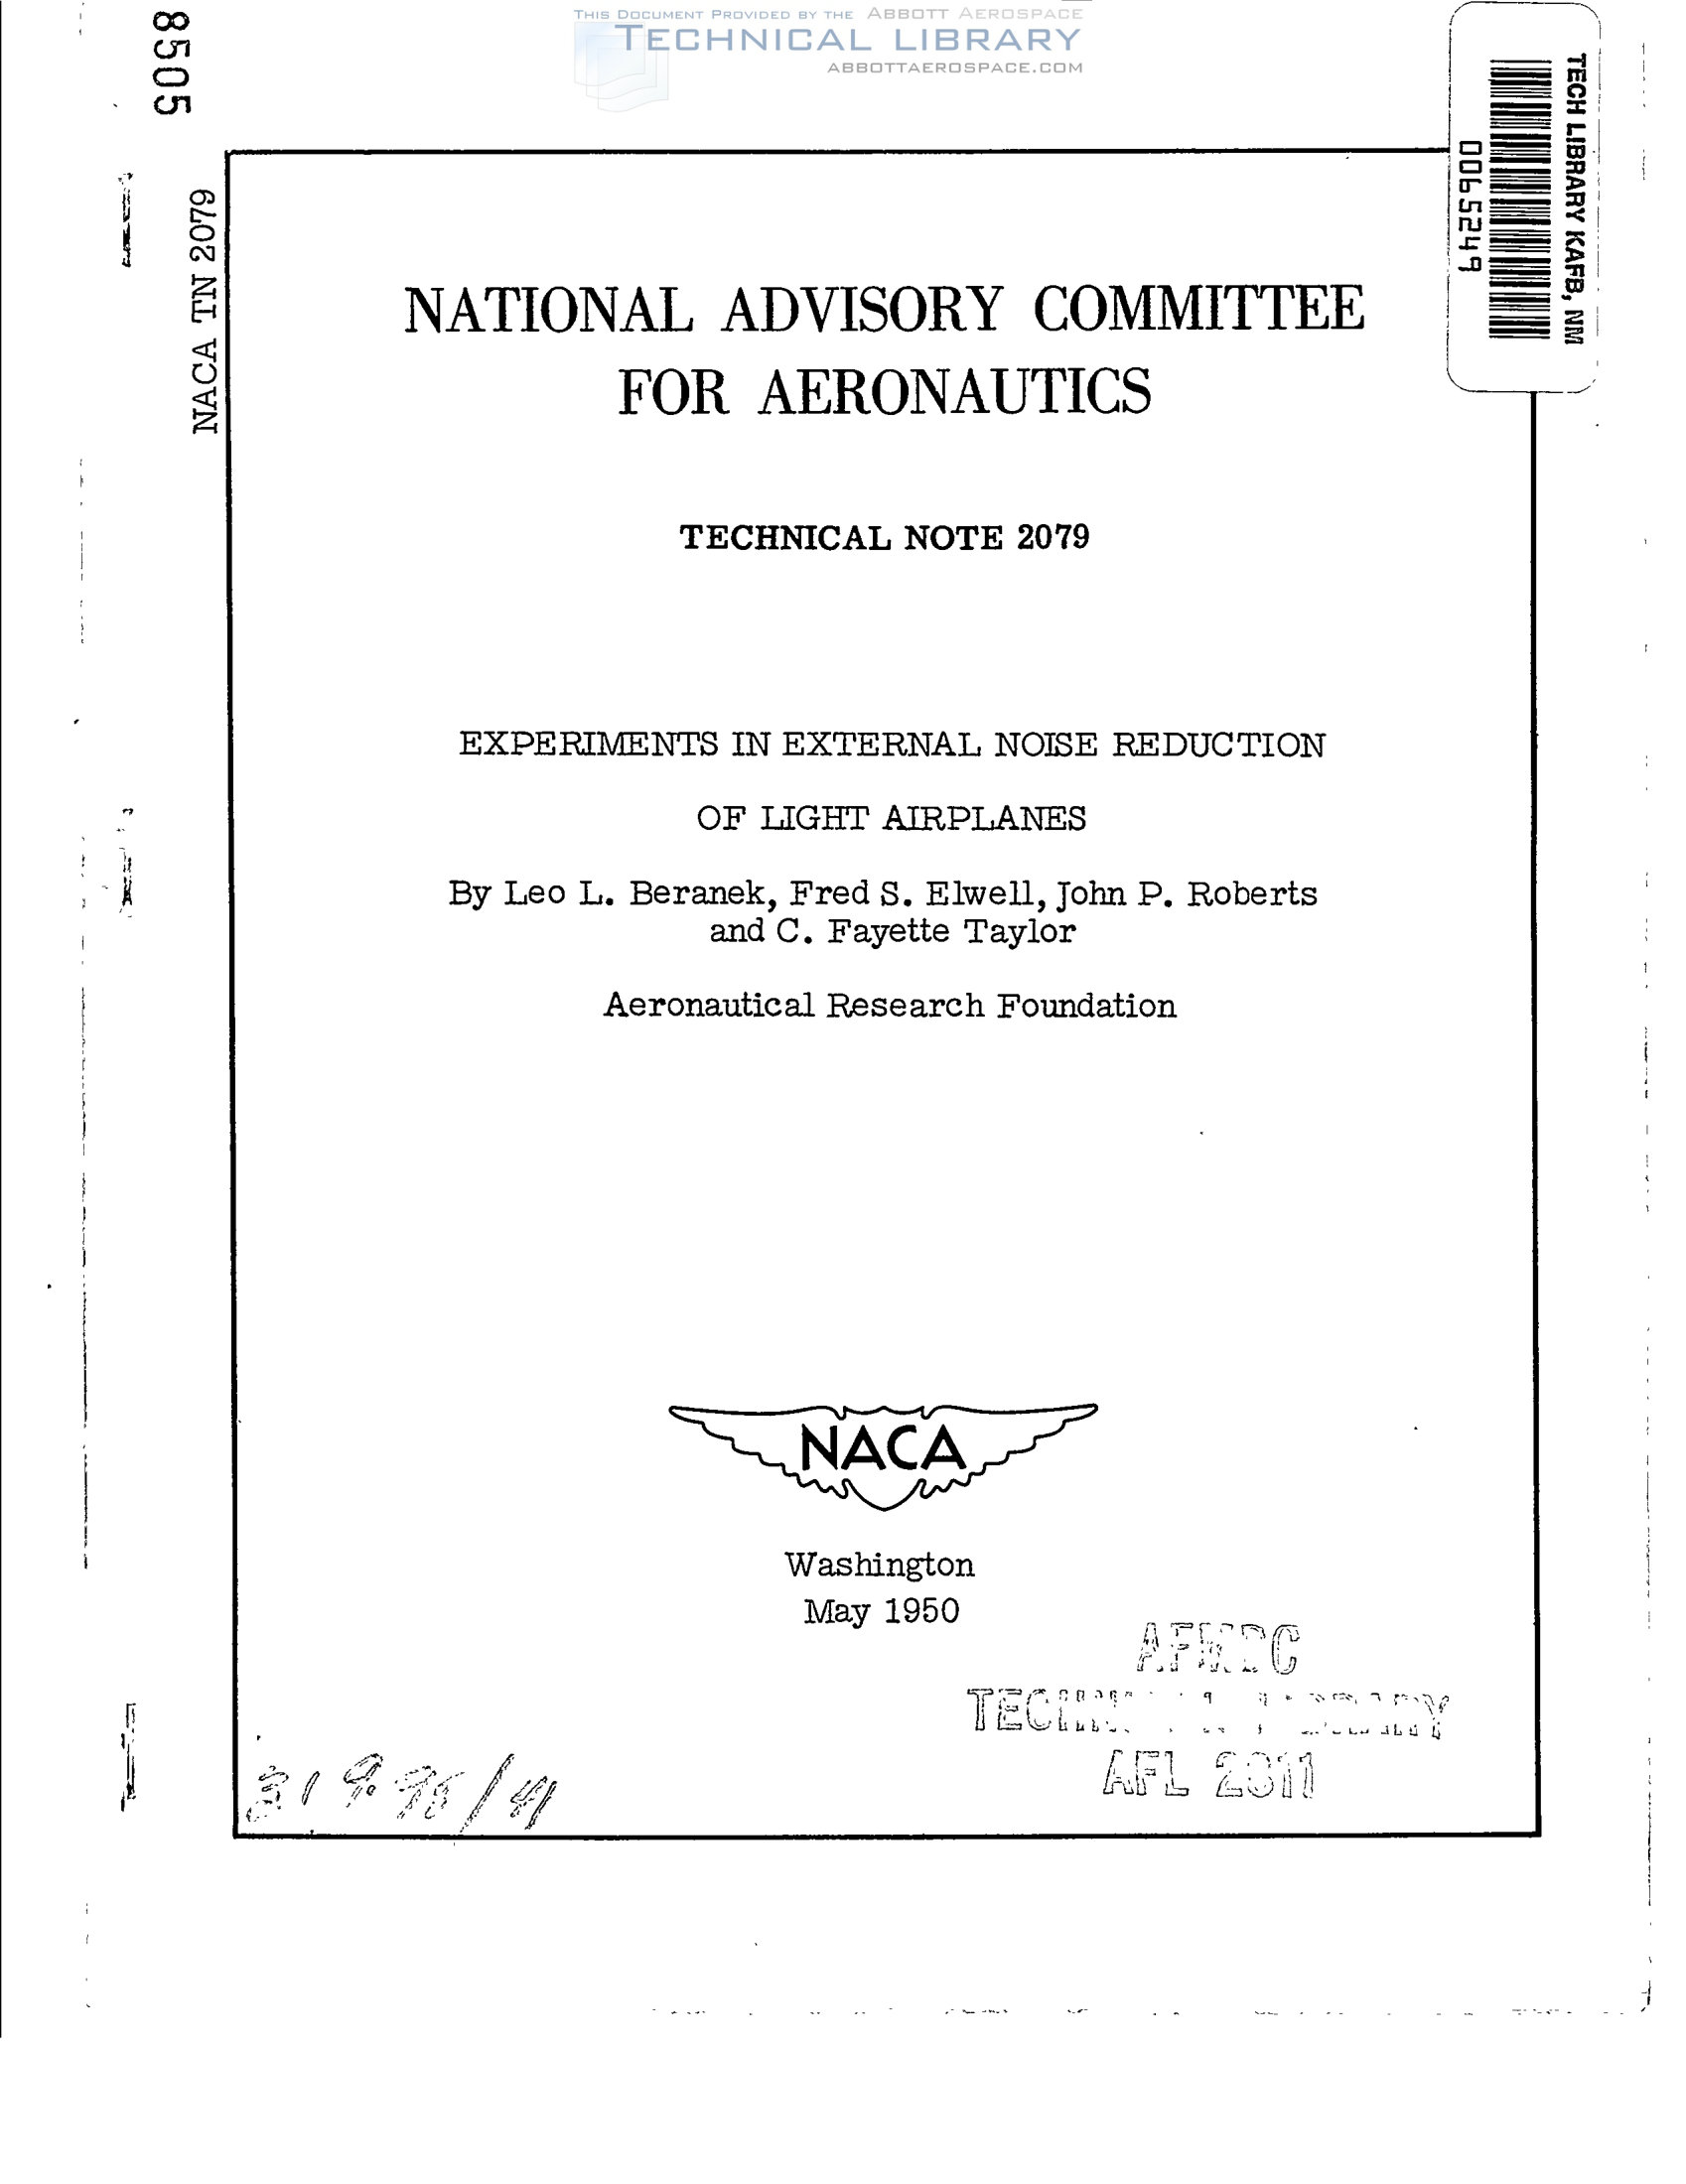 THIS DOCUMENT PROVIDED BY THE ABBOTT AEROSPACE
TECHNICAL LIBRARY
ABBOTTAEROSPACE.COM
8505
NACA TN 2079
TECH LIBRARY KAFB, NM
0065249
NATIONAL ADVISORY COMMITTEE
FOR AERONAUTICS
TECHNICAL NOTE 2079
EXPERIMENTS IN EXTERNAL NOISE REDUCTION
OF LIGHT AIRPLANES
By Leo L. Beranek, Fred S. Elwell, John P. Roberts
and C. Fayette Taylor
Aeronautical Research Foundation
NACA
Washington
May 1950
AFL 2811